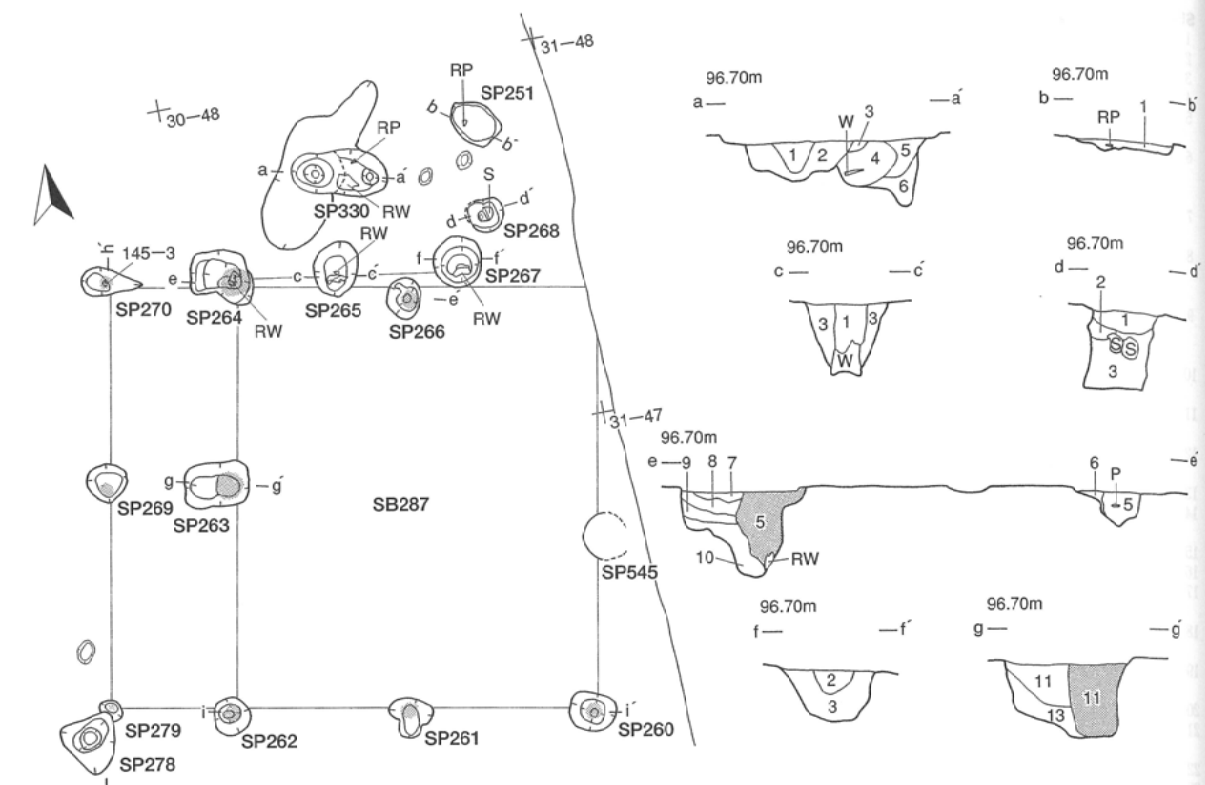 31—48
30—48
RP
SP251
b
b´
RP
a
a´
SP330
RW
S
d´
d
SP268
RW
h´
145—3
e
c
c´
f
f´
SP267
SP270
SP264
RW
SP265
SP266
e´
RW
31—47
SP269
g
g´
SP263
SB287
SP545
SP279
SP278
i
SP262
SP261
i´
SP260
96.70m
a
a´
W
3
1
2
4
5
6
96.70m
b
b´
RP
1
96.70m
c
c´
3
1
3
W
96.70m
d
d´
2
1
S
S
3
96.70m
e
9
8
7
5
10
RW
6
P
5
e´
96.70m
f
f´
2
3
96.70m
g
g´
11
11
13